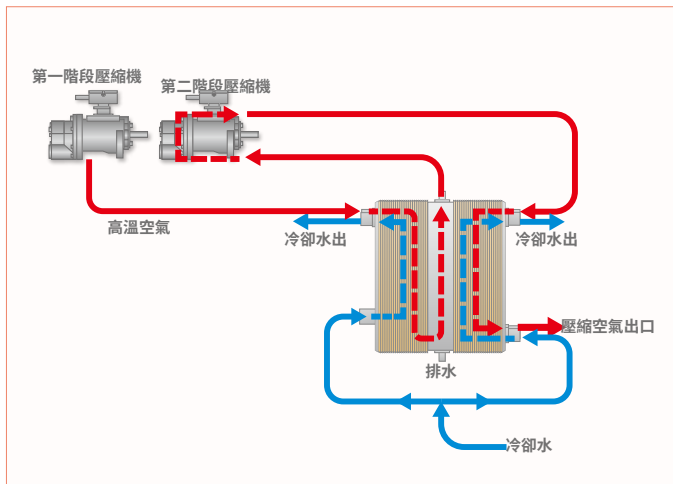 第一階段壓縮機
第二階段壓縮機
高溫空氣
冷卻水出
冷卻水出
壓縮空氣出口
排水
冷卻水